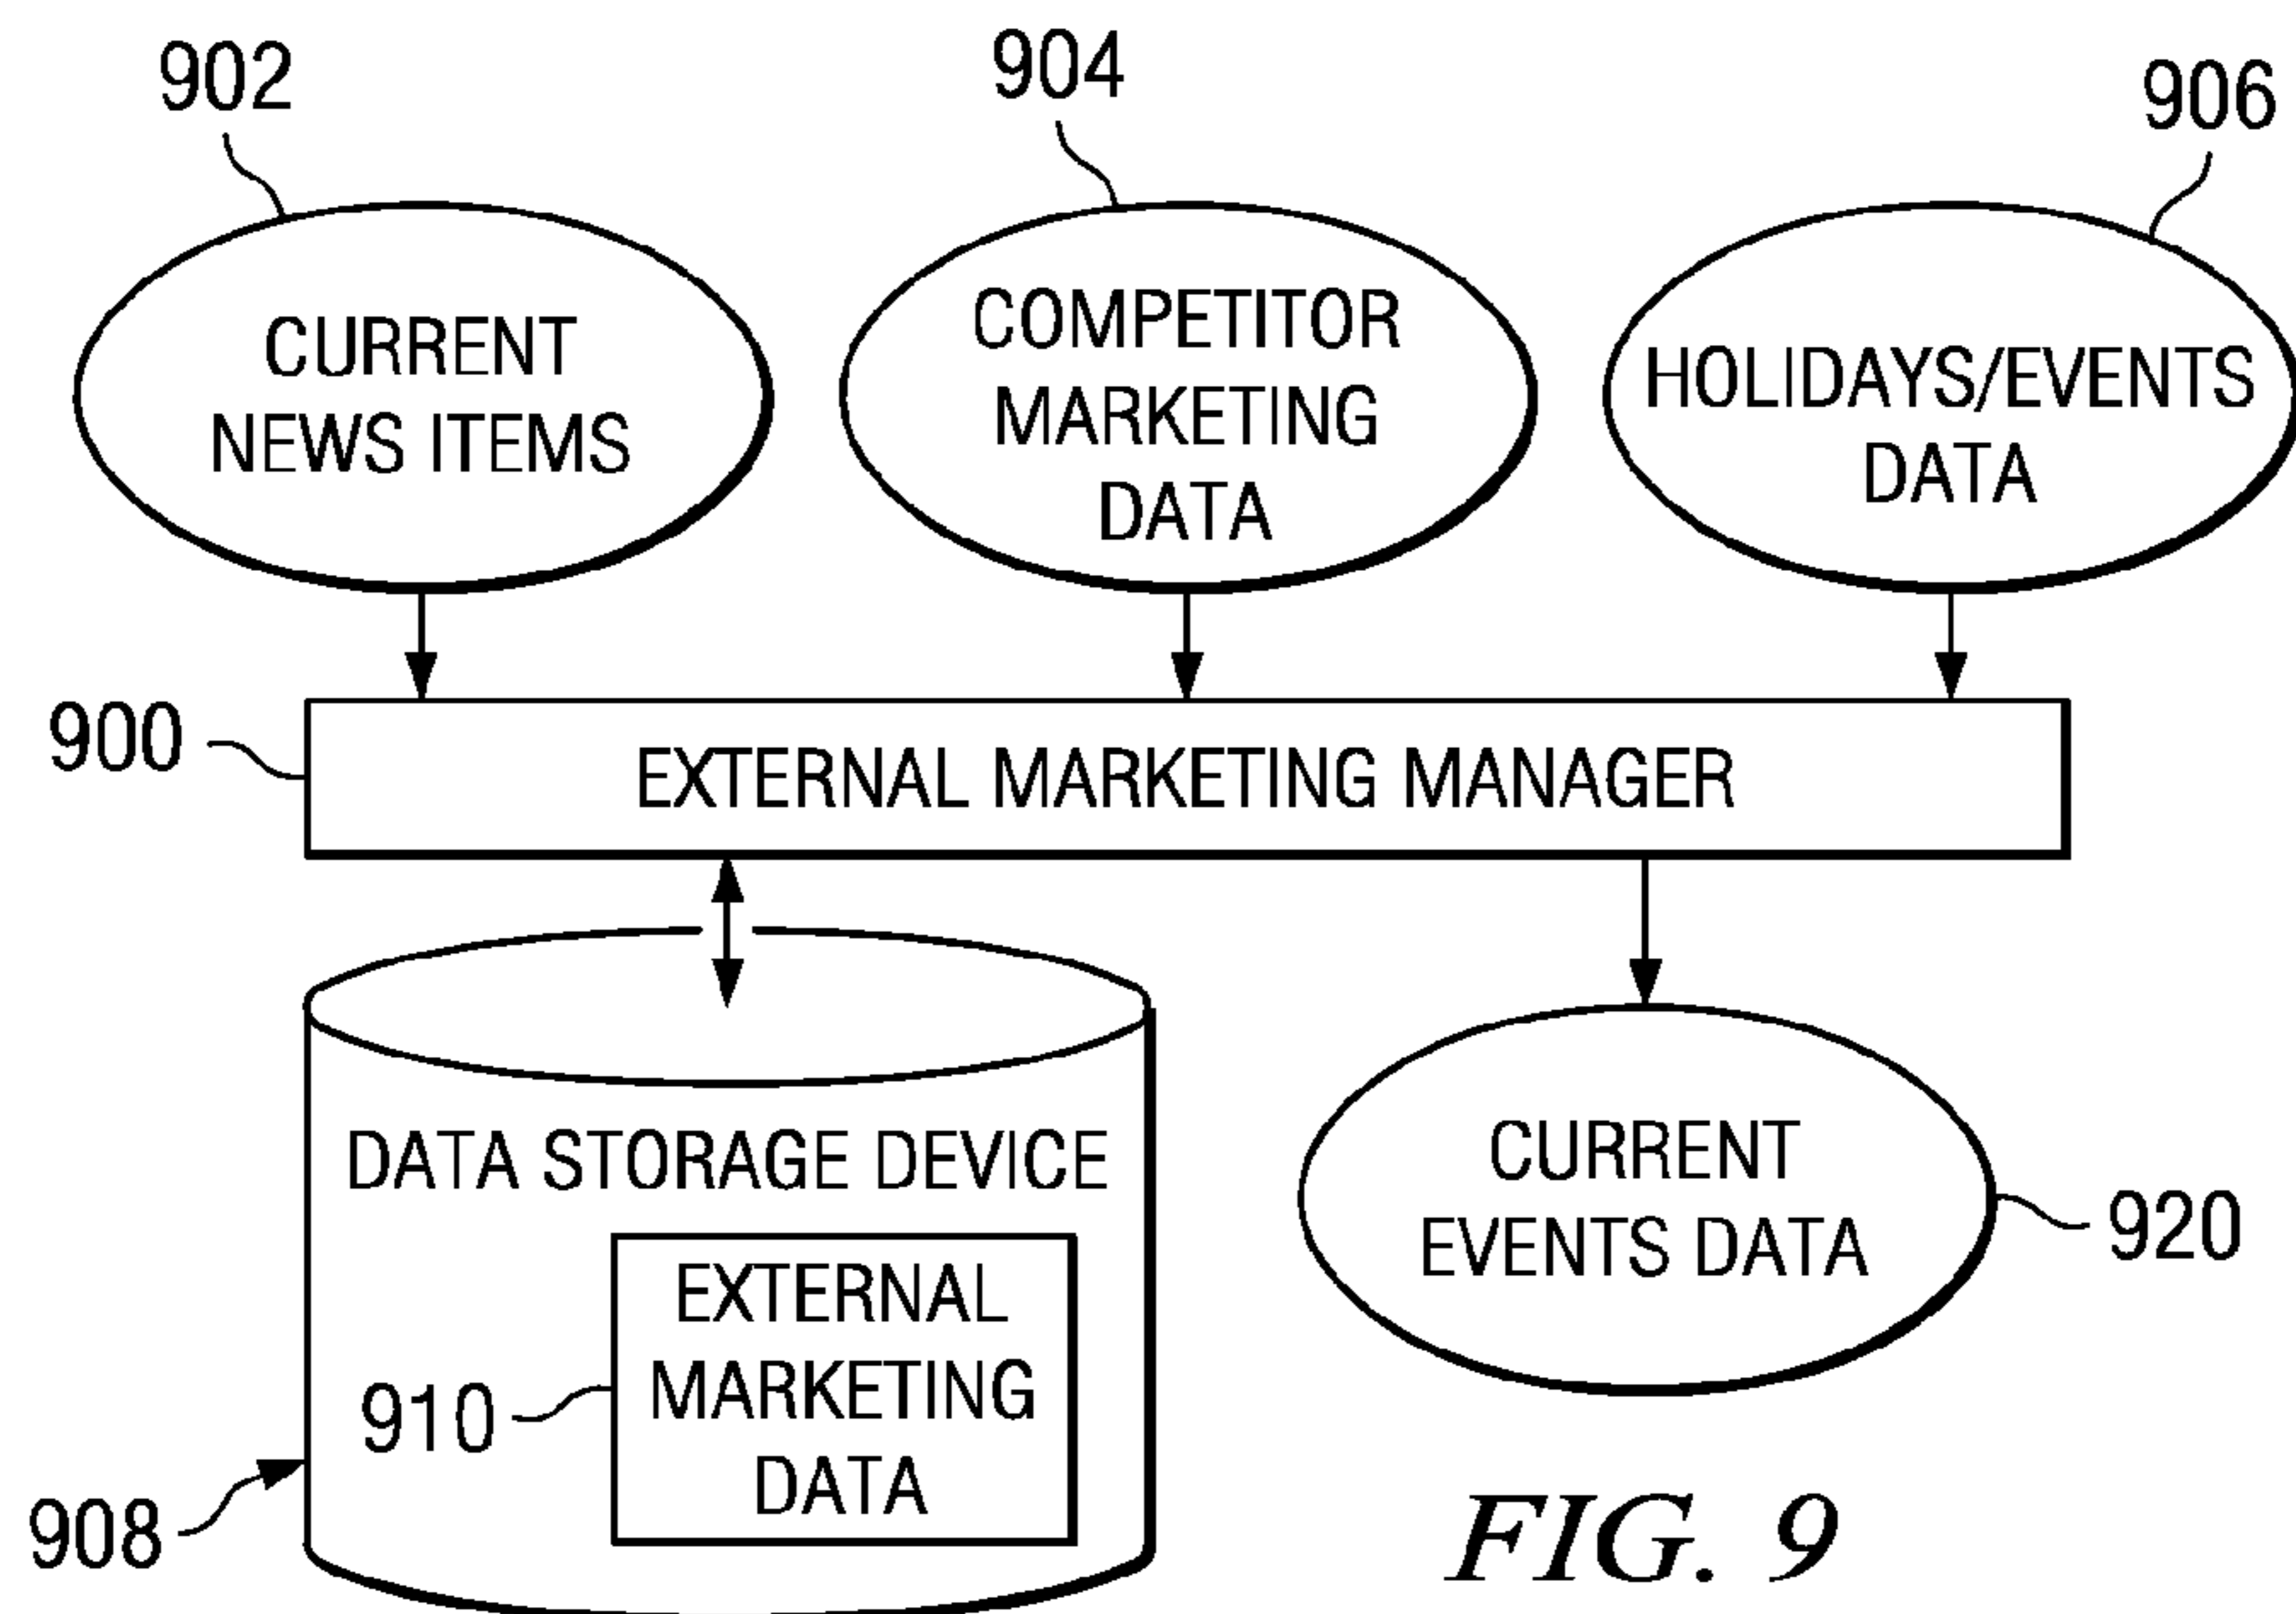 902
904
906
CURRENT
NEWS ITEMS
COMPETITOR
MARKETING
DATA
HOLIDAYS/EVENTS
DATA
900
EXTERNAL MARKETING MANAGER
DATA STORAGE DEVICE
EXTERNAL
MARKETING
DATA
910
908
CURRENT
EVENTS DATA
920
FIG. 9